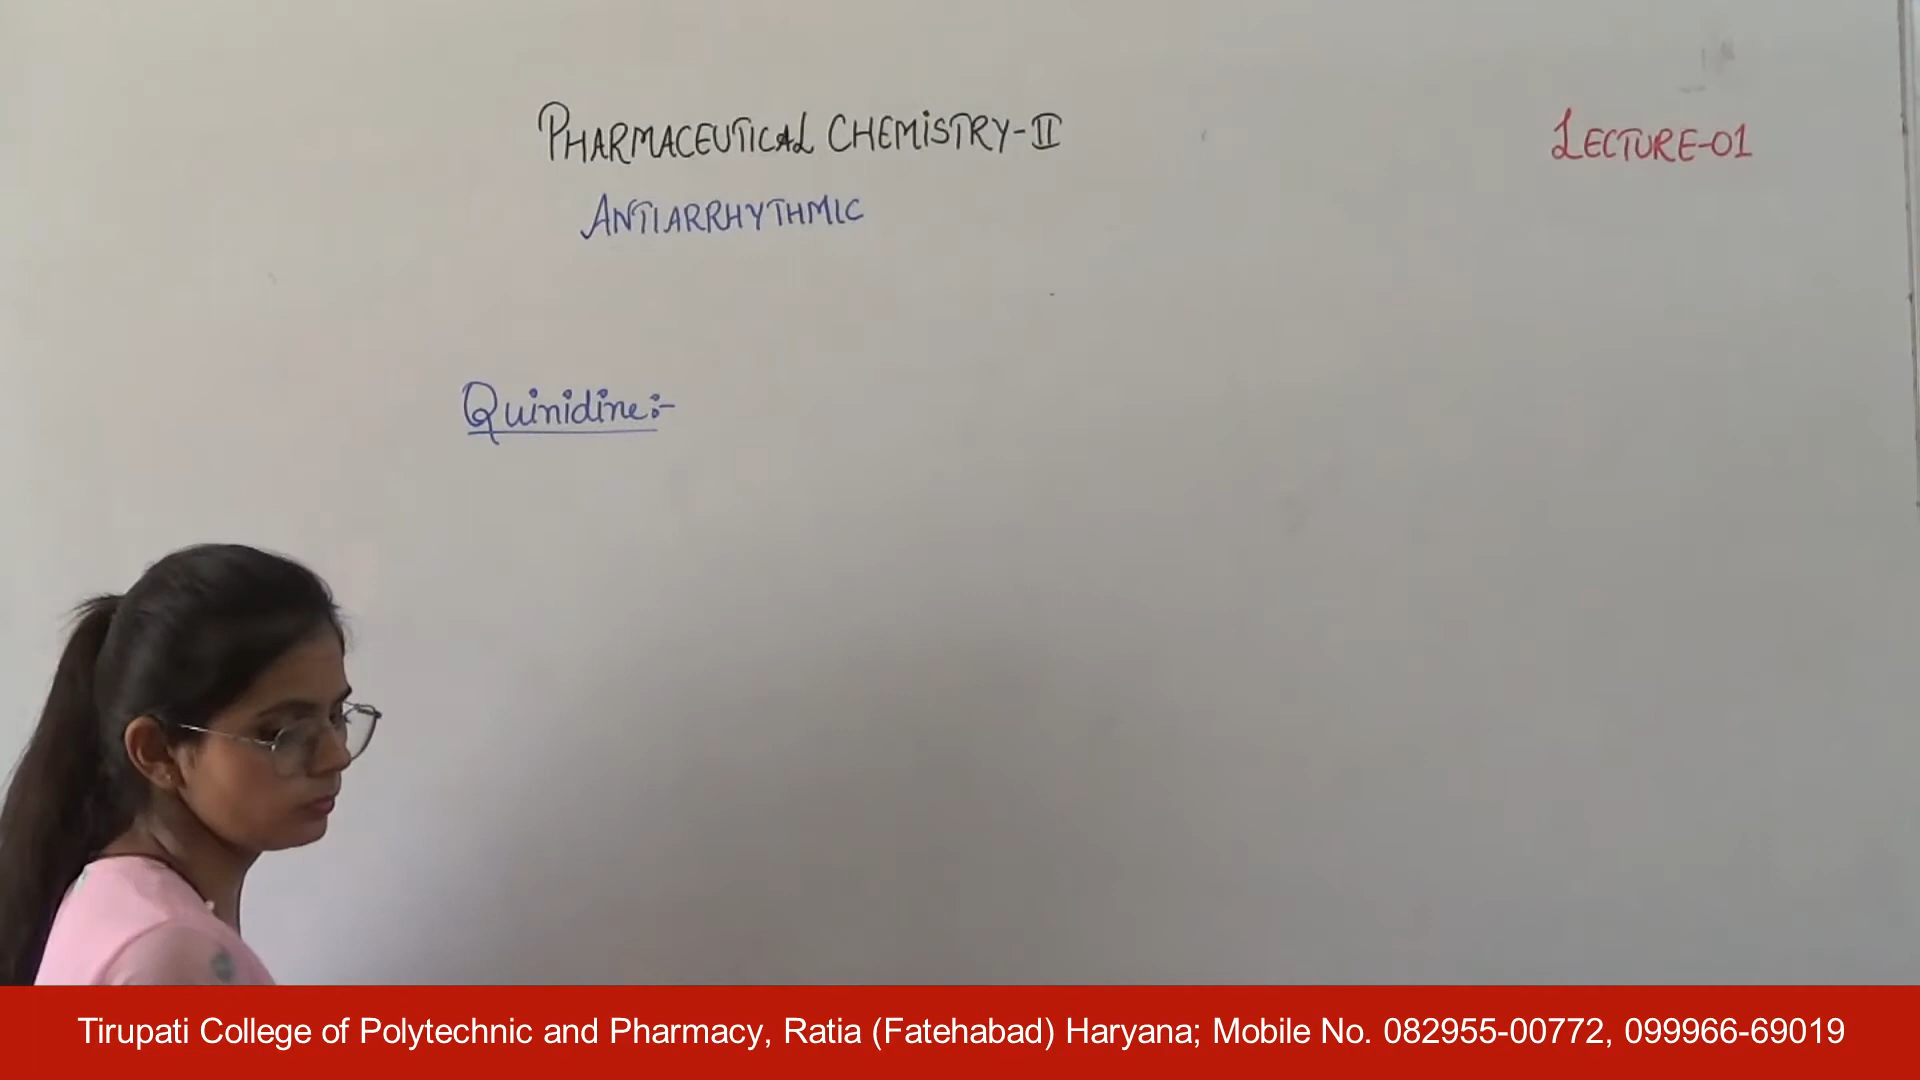 PHARMACEUTICAL CHEMISTRY-II
LECTURE-01
ANTIARRHYTHMIC
Quinidine:-
Tirupati College of Polytechnic and Pharmacy, Ratia (Fatehabad) Haryana; Mobile No. 082955-00772, 099966-69019